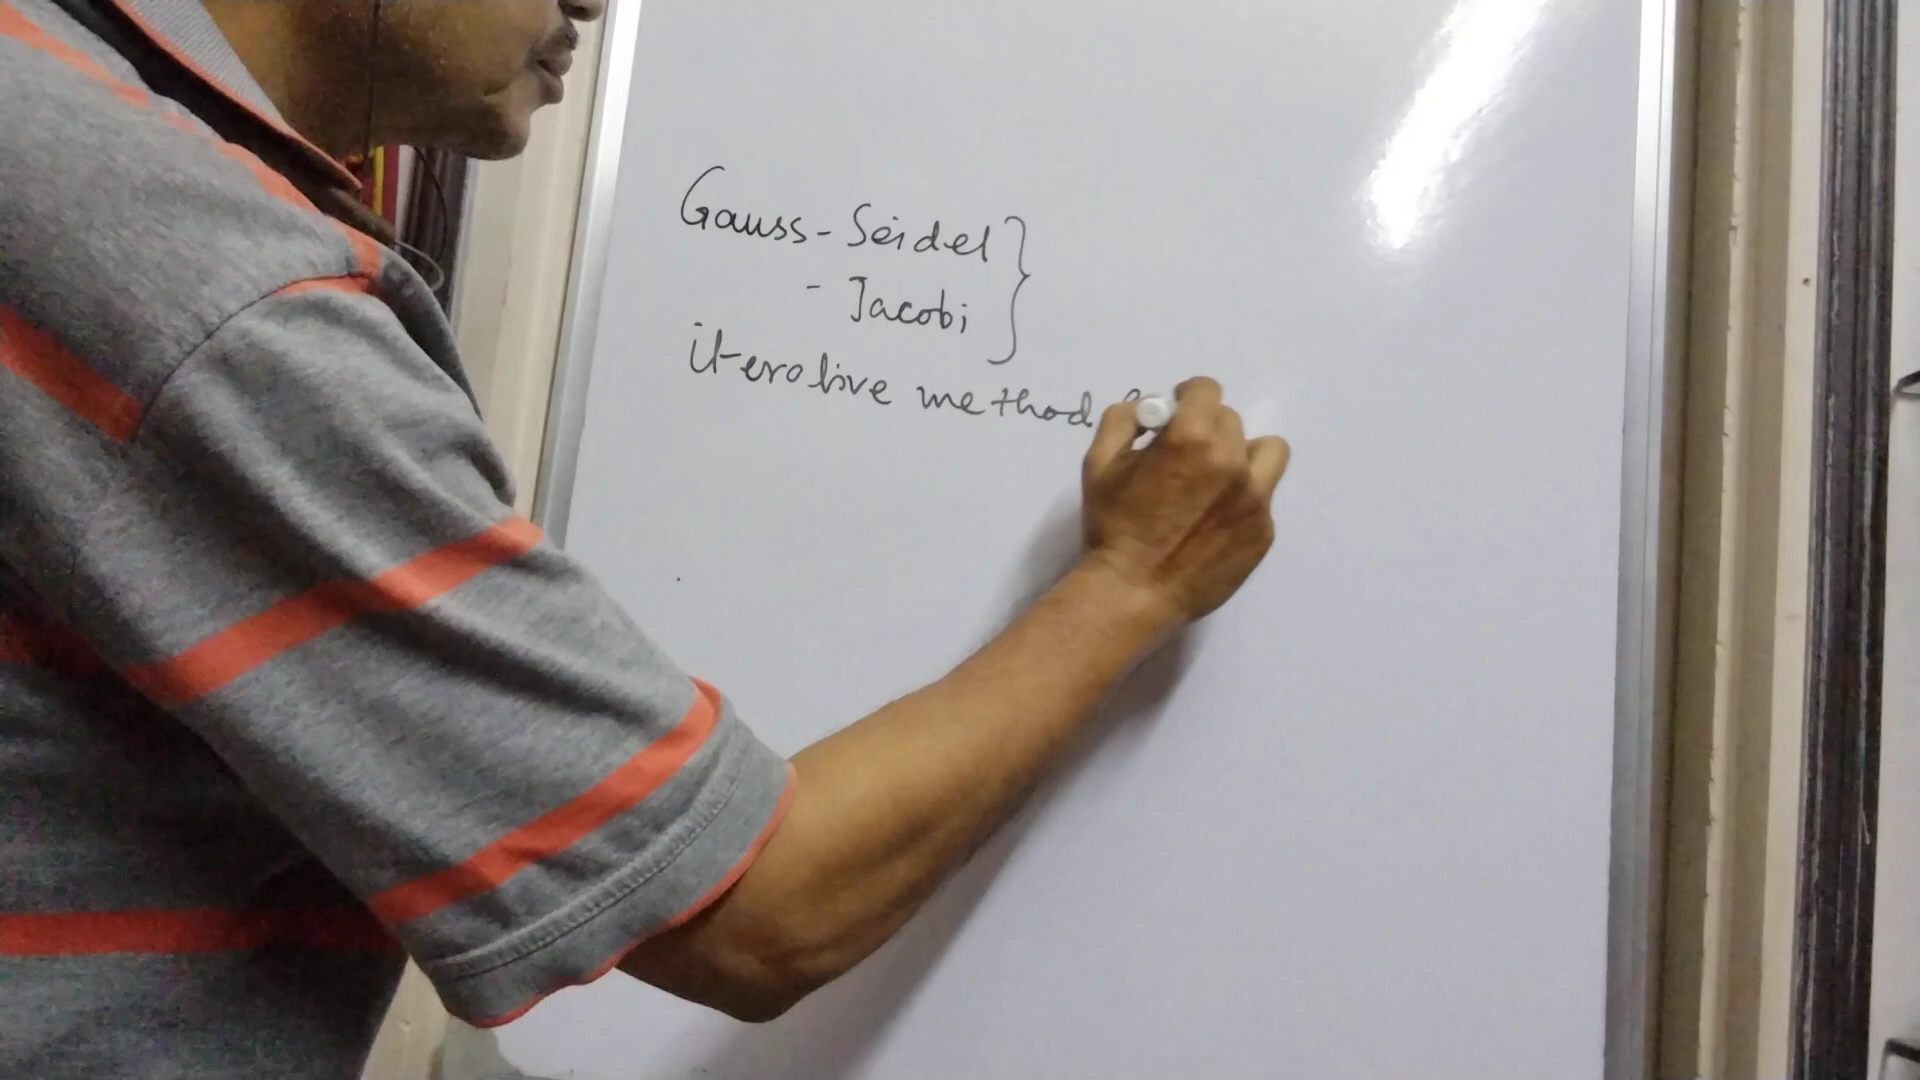 Gauss-Seidel
- Jacobi
iterative method